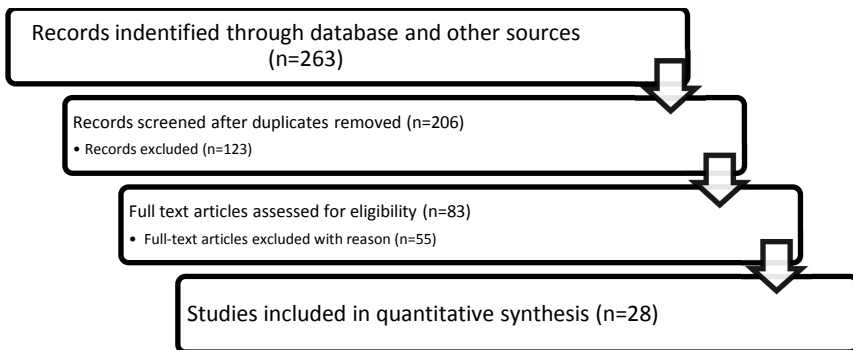 Records indentified through database and other sources
(n=263)
Records screened after duplicates removed (n=206)
• Records excluded (n=123)
Full text articles assessed for eligibility (n=83)
• Full-text articles excluded with reason (n=55)
Studies included in quantitative synthesis (n=28)